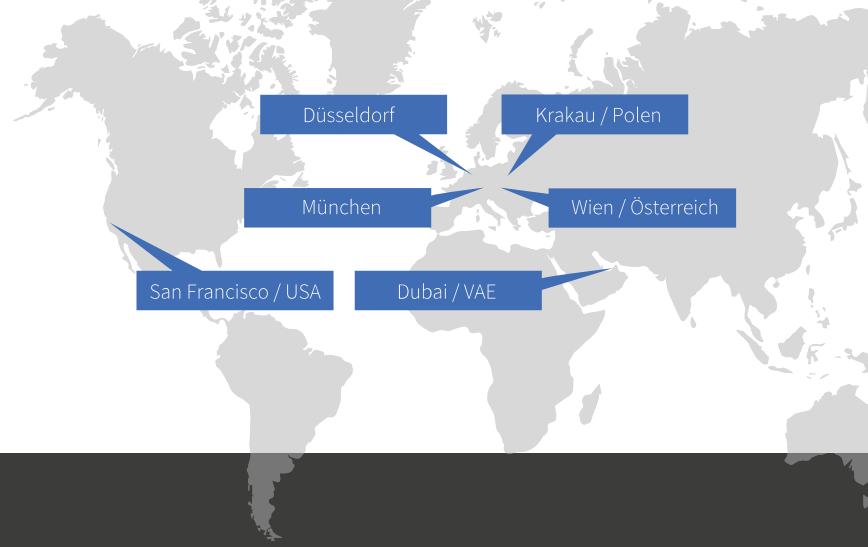 Düsseldorf
Krakau / Polen
München
Wien / Österreich
San Francisco / USA
Dubai / VAE